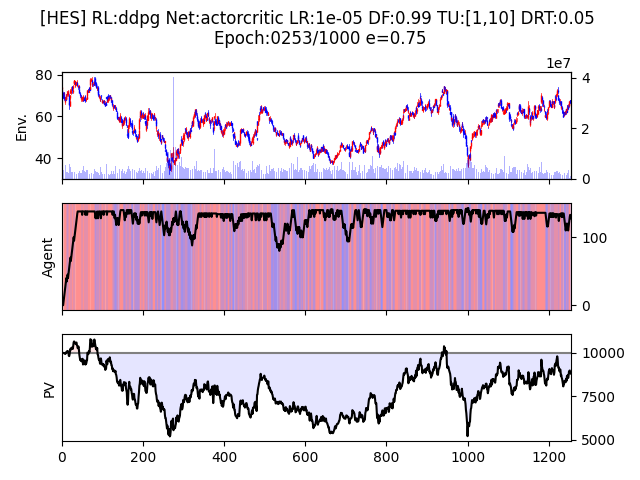 [HES] RL:ddpg Net:actorcritic LR:1e-05 DF:0.99 TU:[1,10] DRT:0.05
Epoch:0253/1000 e=0.75
1e7
80
60
40
Env.
4
2
0
Agent
100
0
PV
10000
7500
5000
0 200 400 600 800 1000 1200